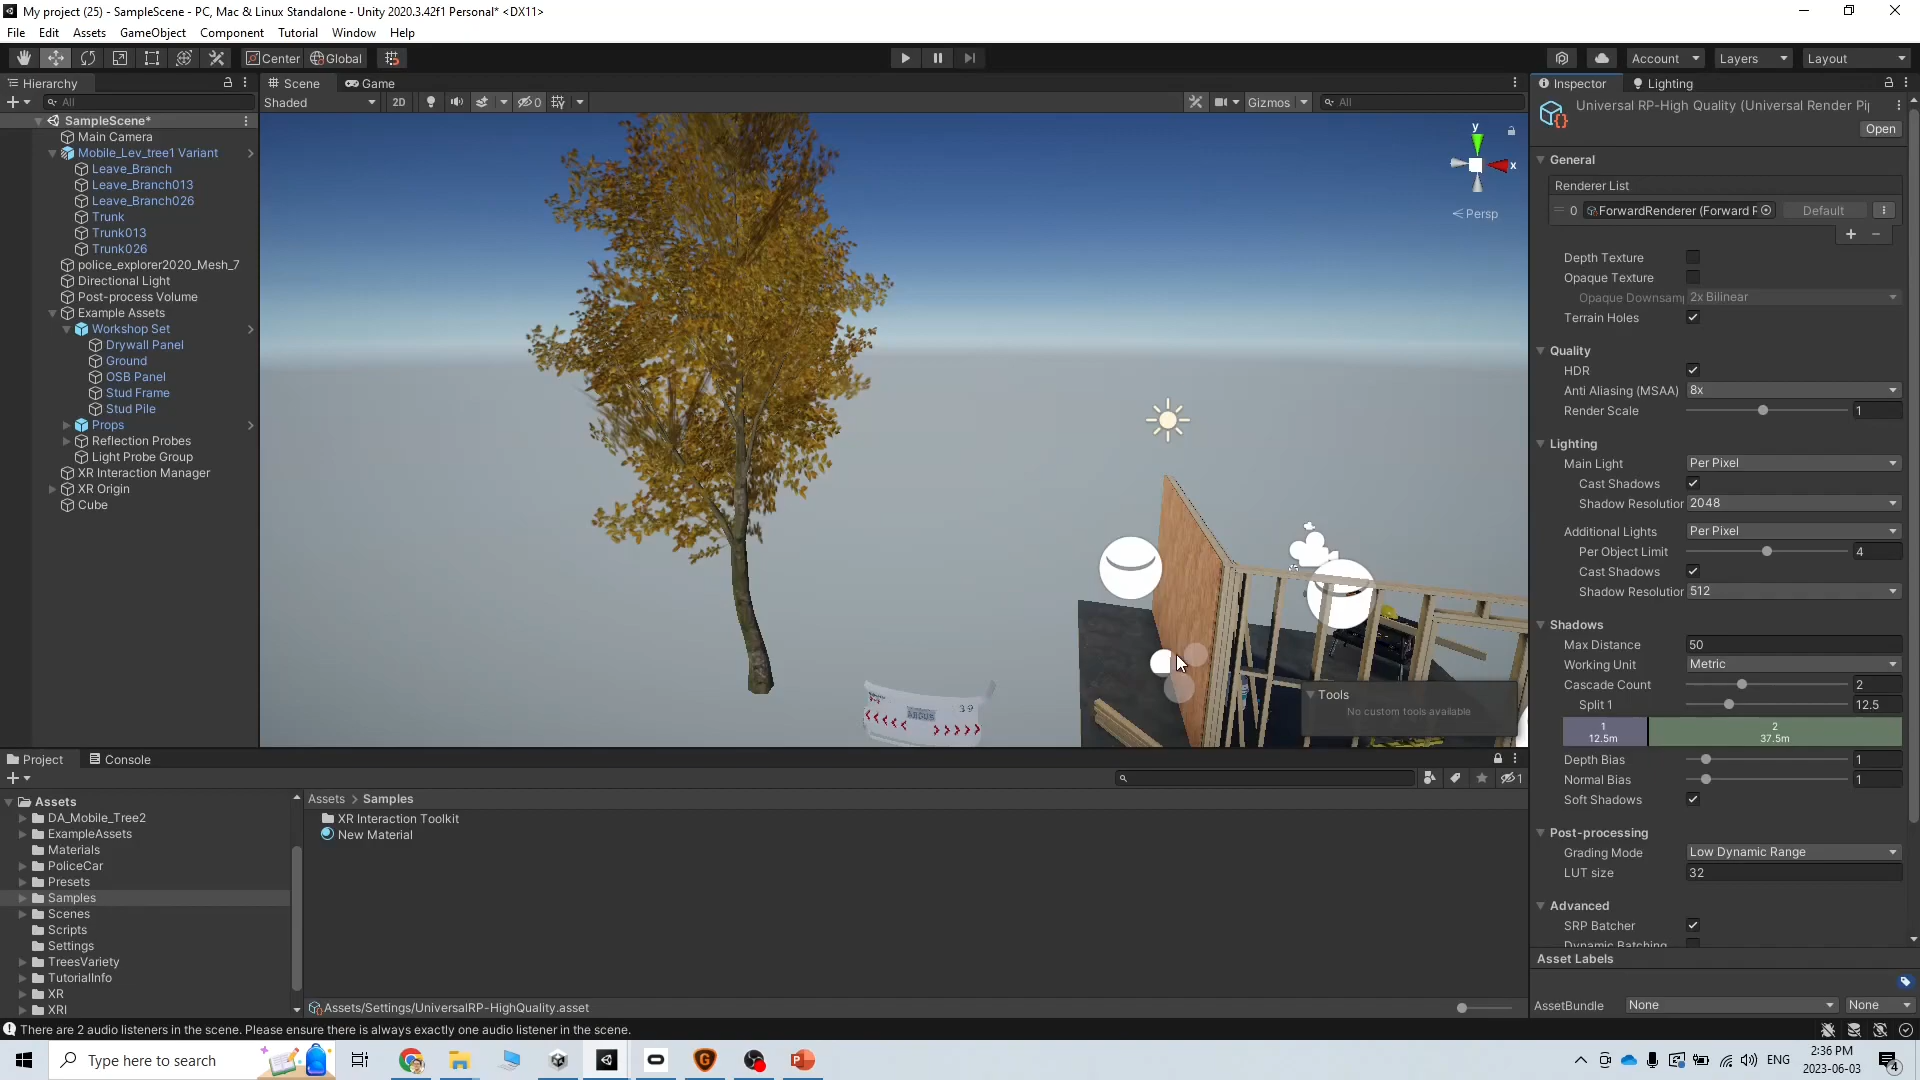 My project (25) - SampleScene - PC, Mac & Linux Standalone - Unity 2020.3.42f1 Personal* <DX11>
File Edit Assets GameObject Component Tutorial Window Help
Center Global Account Layers Layout
Hierarchy
All
SampleScene*
Main Camera
Mobile_Lev_tree1 Variant
Leave_Branch
Leave_Branch013
Leave_Branch026
Trunk
Trunk013
Trunk026
police_explorer2020_Mesh_7
Directional Light
Post-process Volume
Example Assets
Workshop Set
Drywall Panel
Ground
OSB Panel
Stud Frame
Stud Pile
Props
Reflection Probes
Light Probe Group
XR Interaction Manager
XR Origin
Cube
Scene Game
Shaded 2D 0 Gizmos All
y
x
Persp
39
Tools
No custom tools available
Inspector Lighting
Universal RP-High Quality (Universal Render Pi
Open
General
Renderer List
0 ForwardRenderer (Forward F Default
Depth Texture
Opaque Texture
Opaque Downsam 2x Bilinear
Terrain Holes
Quality
HDR
Anti Aliasing (MSAA) 8x
Render Scale 1
Lighting
Main Light Per Pixel
Cast Shadows
Shadow Resolution 2048
Additional Lights Per Pixel
Per Object Limit 4
Cast Shadows
Shadow Resolution 512
Shadows
Max Distance 50
Working Unit Metric
Cascade Count 2
Split 1 12.5
1 2
12.5m 37.5m
Depth Bias 1
Normal Bias 1
Soft Shadows
Post-processing
Grading Mode Low Dynamic Range
LUT size 32
Advanced
SRP Batcher
Dynamic Batching
Asset Labels
AssetBundle None None
Project Console
1
Assets
DA_Mobile_Tree2
ExampleAssets
Materials
PoliceCar
Presets
Samples
Scenes
Scripts
Settings
TreesVariety
TutorialInfo
XR
XRI
Assets > Samples
XR Interaction Toolkit
New Material
Assets/Settings/UniversalRP-HighQuality.asset
There are 2 audio listeners in the scene. Please ensure there is always exactly one audio listener in the scene.
Type here to search
ENG
2:36 PM
2023-06-03
4